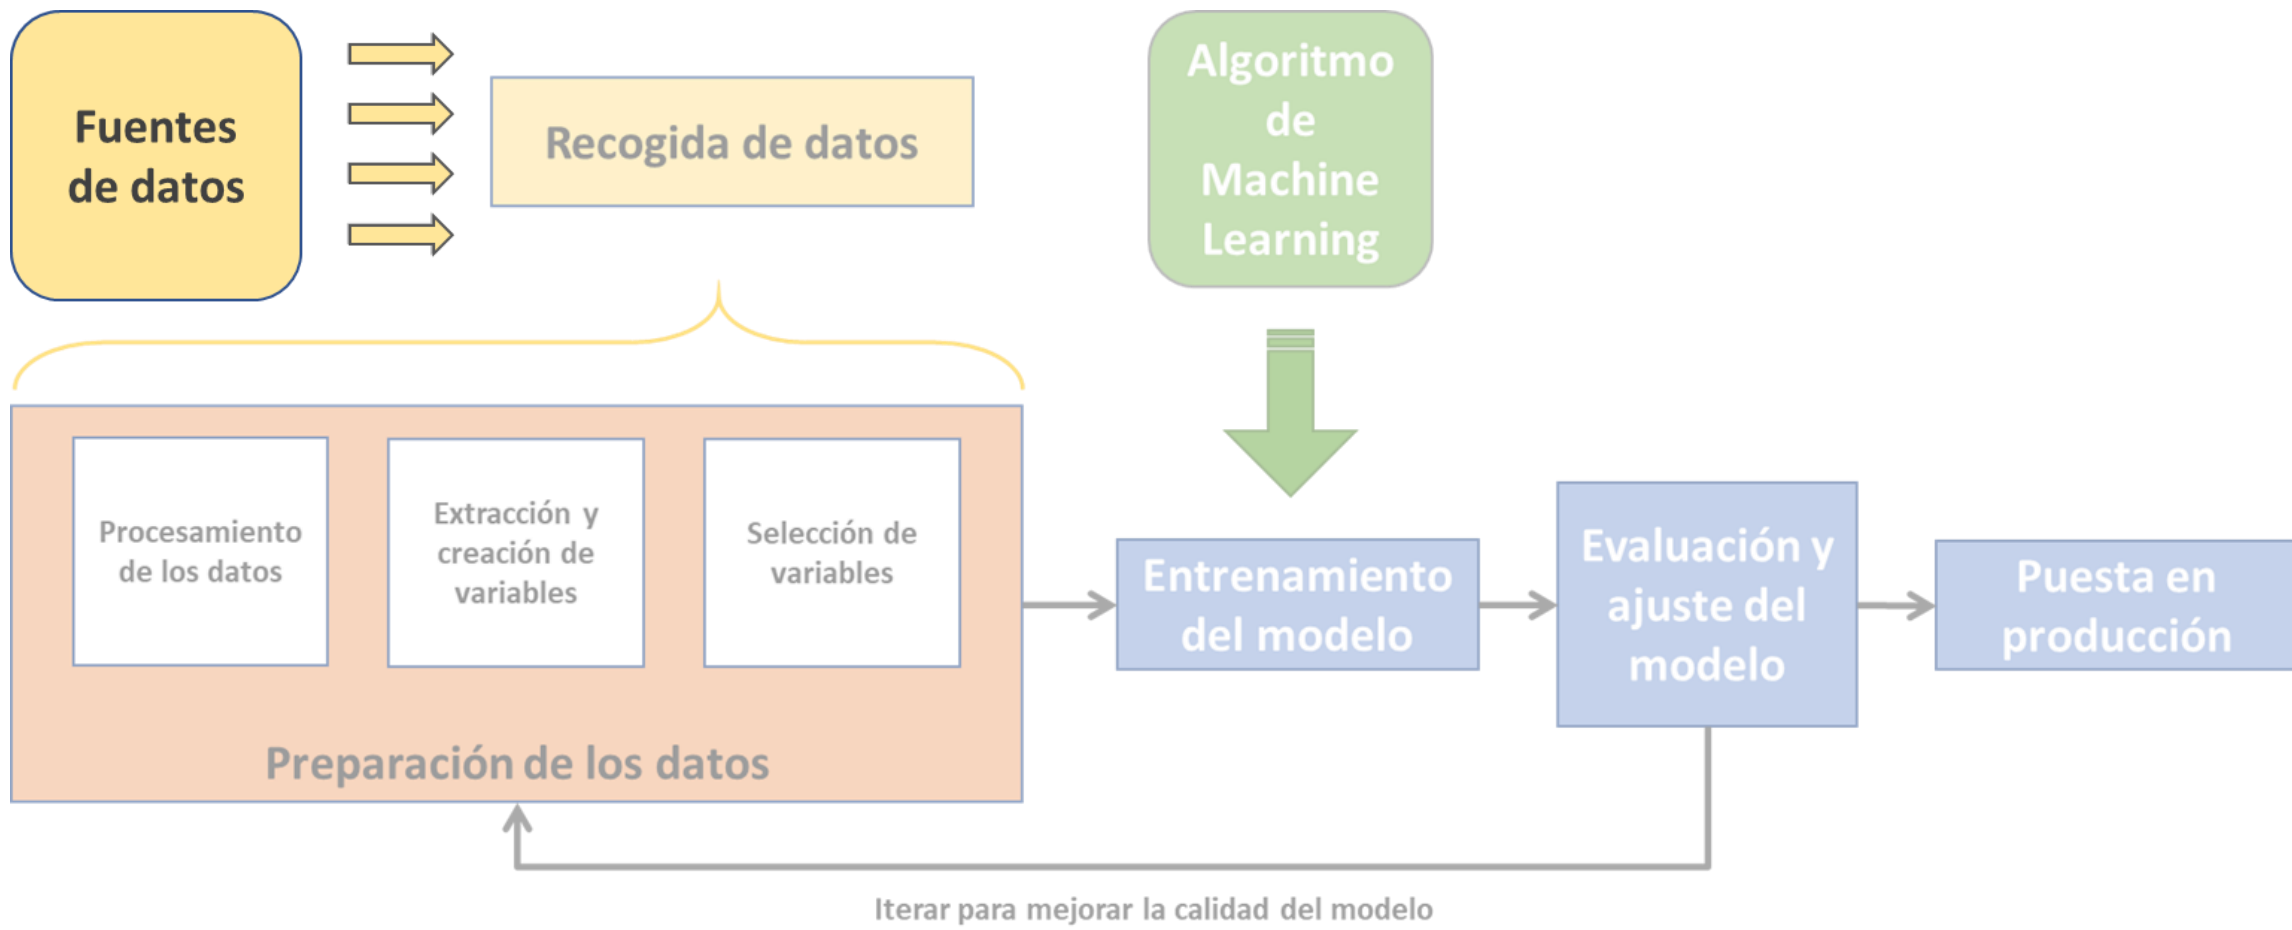 Fuentes
de datos
Recogida de datos
Algoritmo
de
Machine
Learning
Procesamiento
de los datos
Extracción y
creación de
variables
Selección de
variables
Preparación de los datos
Entrenamiento
del modelo
Evaluación y
ajuste del
modelo
Puesta en
producción
Iterar para mejorar la calidad del modelo